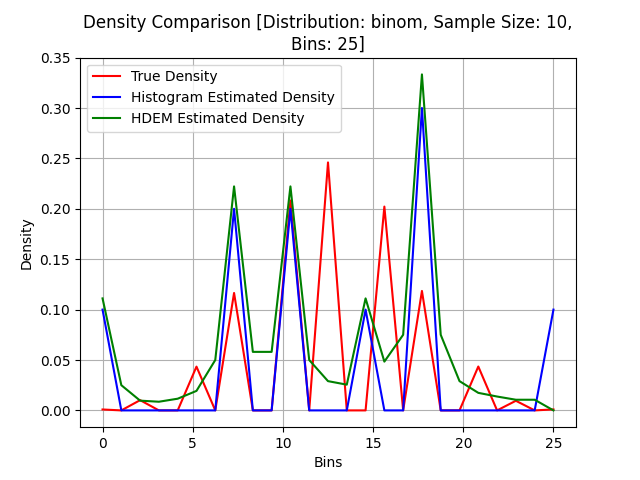 Density Comparison [Distribution: binom, Sample Size: 10,
Bins: 25]
True Density
Histogram Estimated Density
HDEM Estimated Density
Density
0.35
0.30
0.25
0.20
0.15
0.10
0.05
0.00
0 5 10 15 20 25
Bins